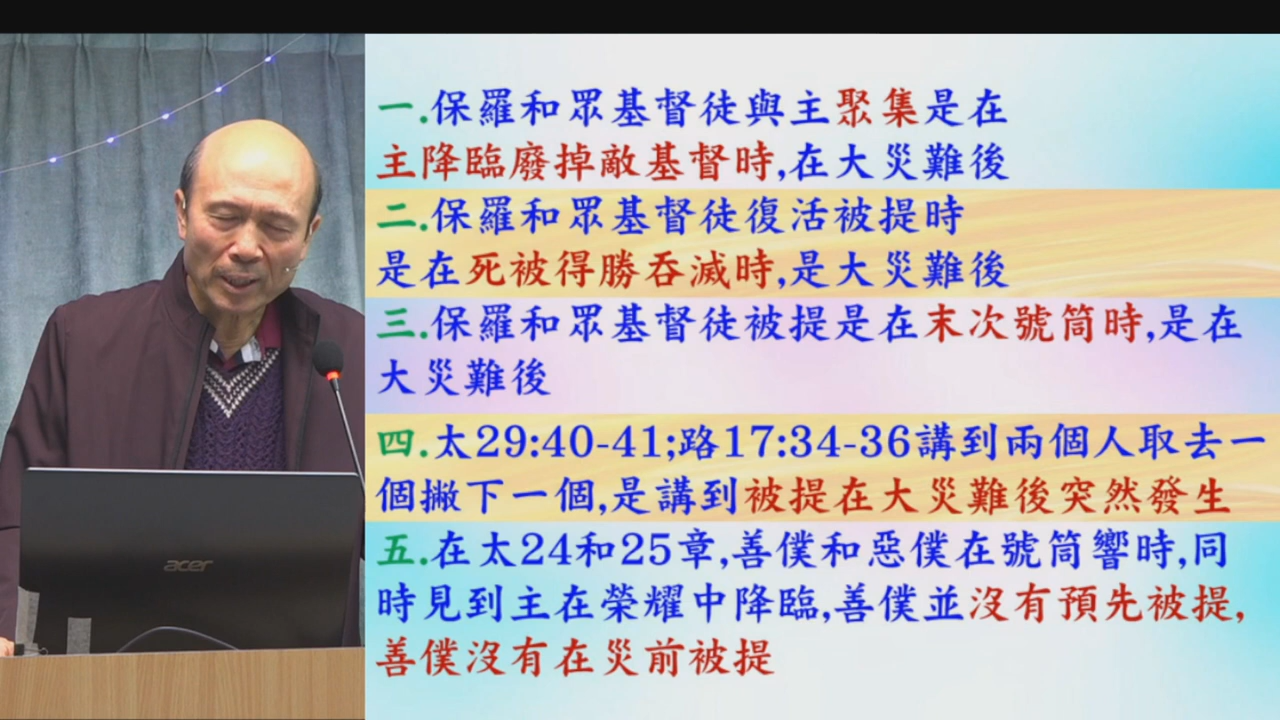 一.保羅和眾基督徒與主聚集是在
主降臨廢掉敵基督時,在大災難後
二.保羅和眾基督徒復活被提時
是在死被得勝吞滅時,是大災難後
三.保羅和眾基督徒被提是在末次號筒時,是在
大災難後
四.太29:40-41;路17:34-36講到兩個人取去一
個撇下一個,是講到被提在大災難後突然發生
五.在太24和25章,善僕和惡僕在號筒響時,同
時見到主在榮耀中降臨,善僕並沒有預先被提,
善僕沒有在災前被提
acer